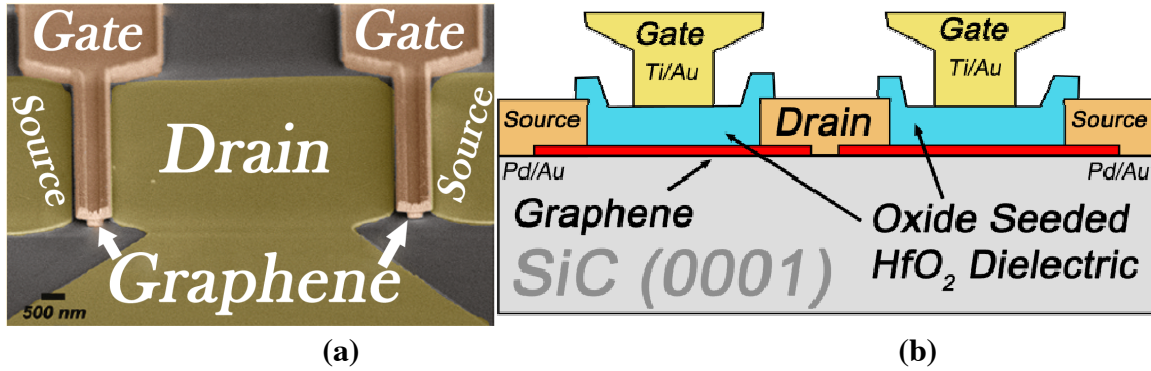 Gate
Gate
Source
Drain
Source
Graphene
500 nm
(a)
Gate
Ti/Au
Gate
Ti/Au
Source
Drain
Source
Pd/Au
Pd/Au
Graphene
Oxide Seeded
HfO₂ Dielectric
SiC (0001)
(b)